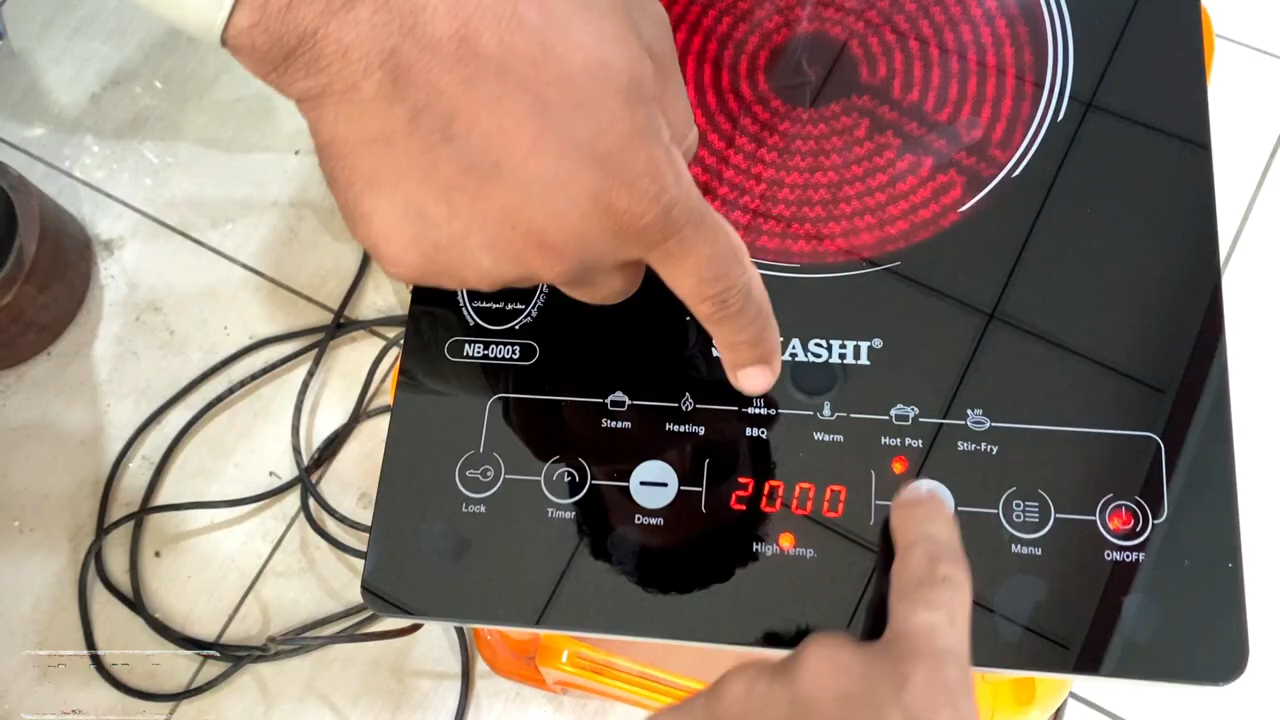 مطابق للمواصفات
NB-0003
ASHI®
Steam
Heating
BBQ
Warm
Hot Pot
Stir-Fry
Lock
Timer
Down
2000
High Temp.
Manu
ON/OFF